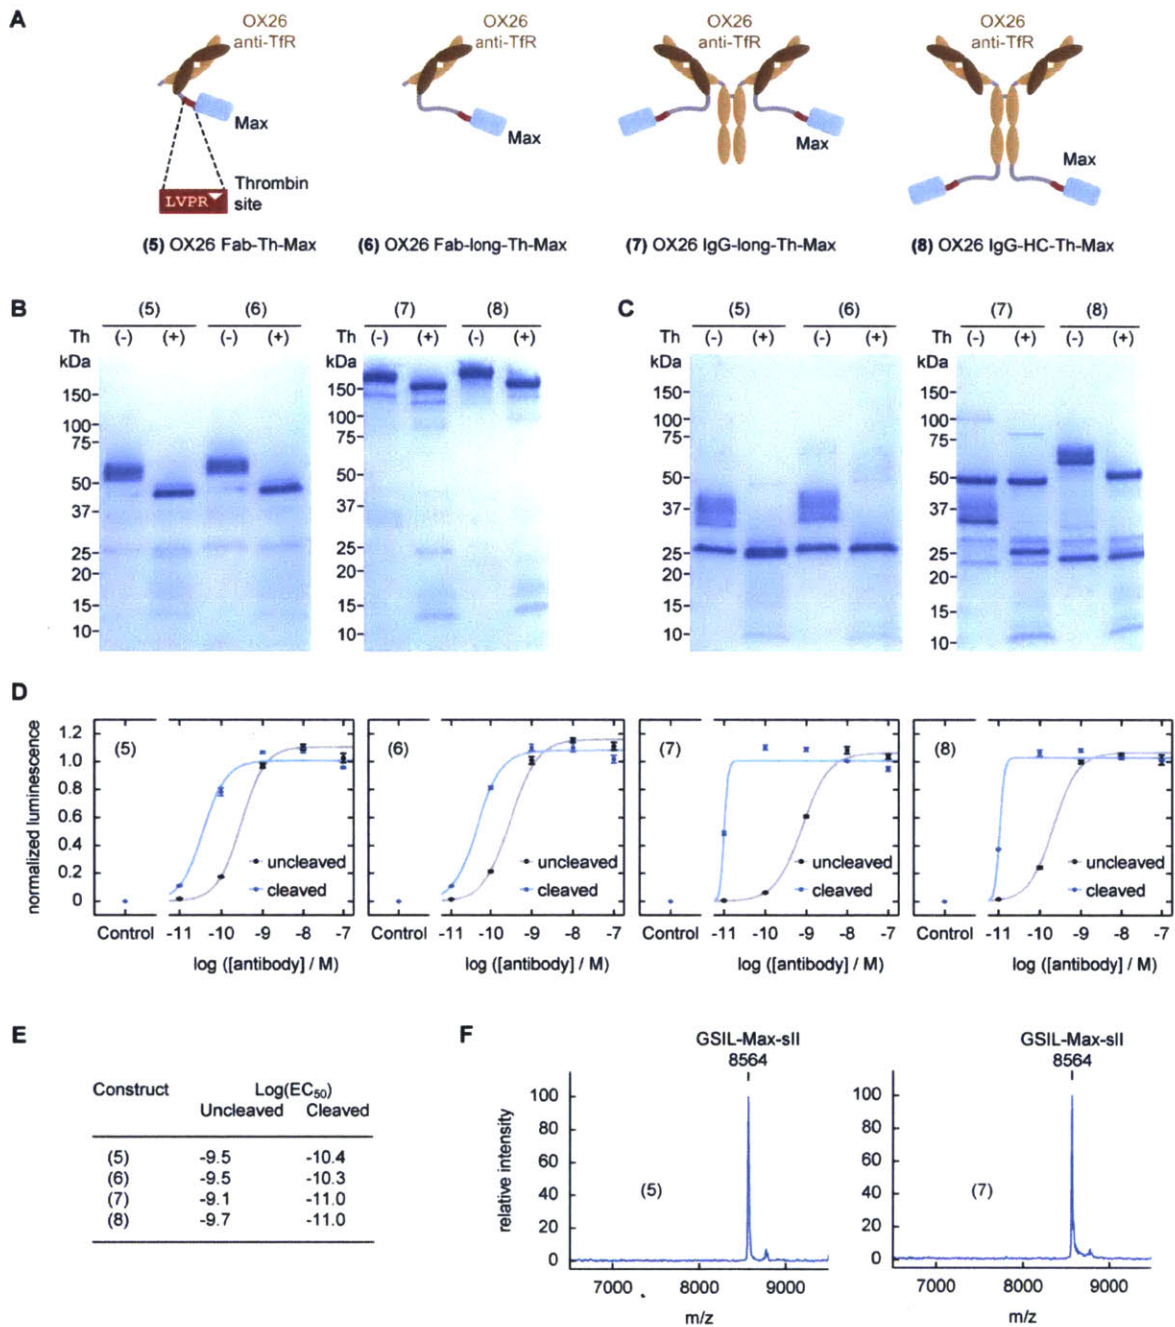 A
OX26
anti-TfR
Max
LVPR
Thrombin
site
(5) OX26 Fab-Th-Max
OX26
anti-TfR
Max
(6) OX26 Fab-long-Th-Max
OX26
anti-TfR
Max
(7) OX26 IgG-long-Th-Max
OX26
anti-TfR
Max
(8) OX26 IgG-HC-Th-Max
B
(5) (6)
Th (-) (+) (-) (+)
kDa
150-
100-
75-
50-
37-
25-
20-
15-
10-
(7) (8)
(-) (+) (-) (+)
150-
100-
75-
50-
37-
25-
20-
15-
10-
C
(5) (6)
Th (-) (+) (-) (+)
kDa
150-
100-
75-
50-
37-
25-
20-
15-
10-
(7) (8)
(-) (+) (-) (+)
150-
100-
75-
50-
37-
25-
20-
15-
10-
D
normalized luminescence
1.2
1.0
0.8
0.6
0.4
0.2
0
(5)
uncleaved
cleaved
Control -11 -10 -9 -8 -7
log ([antibody] / M)
(6)
uncleaved
cleaved
Control -11 -10 -9 -8 -7
log ([antibody] / M)
(7)
uncleaved
cleaved
Control -11 -10 -9 -8 -7
log ([antibody] / M)
(8)
uncleaved
cleaved
Control -11 -10 -9 -8 -7
log ([antibody] / M)
E
Construct Log(EC50)
Uncleaved Cleaved
(5) -9.5 -10.4
(6) -9.5 -10.3
(7) -9.1 -11.0
(8) -9.7 -11.0
F
GSIL-Max-sII
8564
relative intensity
100
80
60
40
20
0
(5)
7000 8000 9000
m/z
GSIL-Max-sII
8564
100
80
60
40
20
0
(7)
7000 8000 9000
m/z